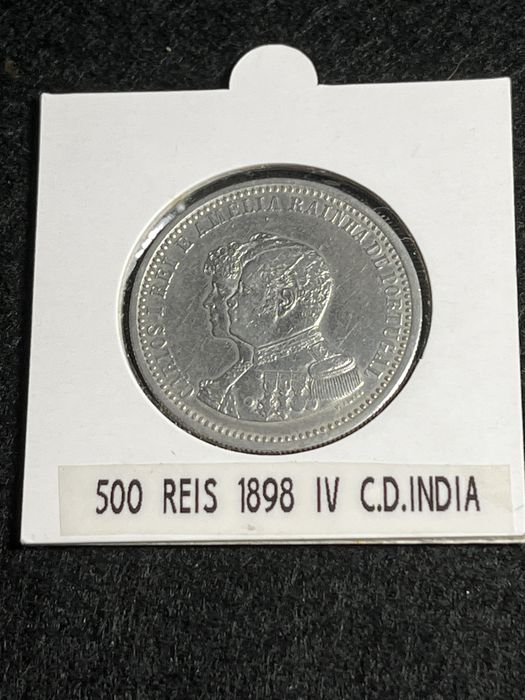 CARLOS I REI E AMELIA RAINHA DE PORTUGAL
500 REIS 1898 IV C.D.INDIA